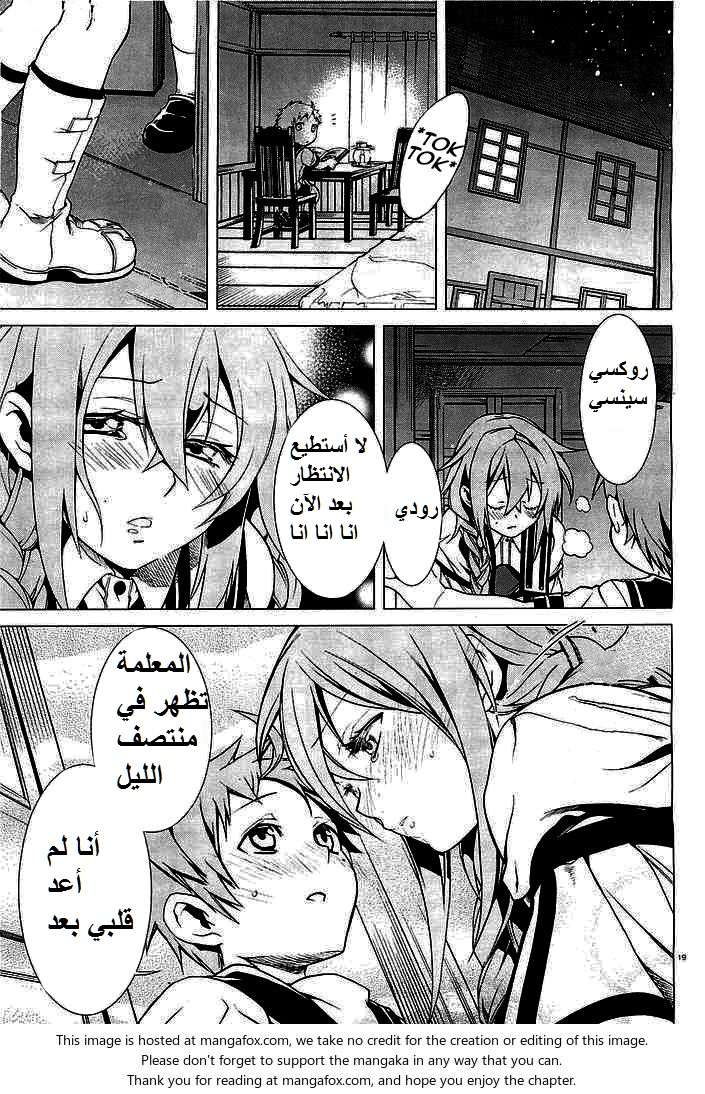 *TOK
TOK*
روكسي
سينسي
رودي
لا أستطيع
الانتظار
بعد الآن
انا انا انا
المعلمة
تظهر في
منتصف
الليل
أنا لم
أعد
قلبي بعد
19
This image is hosted at mangafox.com, we take no credit for the creation or editing of this image.
Please don't forget to support the mangaka in any way that you can.
Thank you for reading at mangafox.com, and hope you enjoy the chapter.